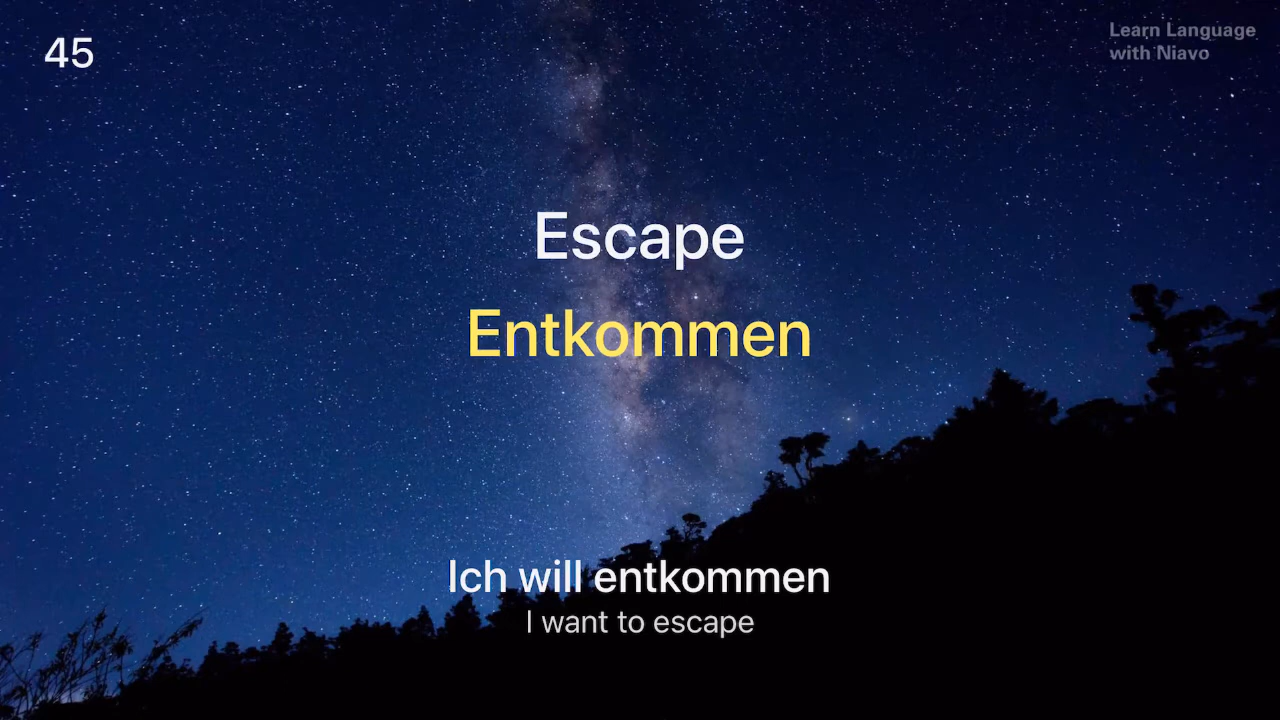 45
Learn Language
with Niavo
Escape
Entkommen
Ich will entkommen
I want to escape